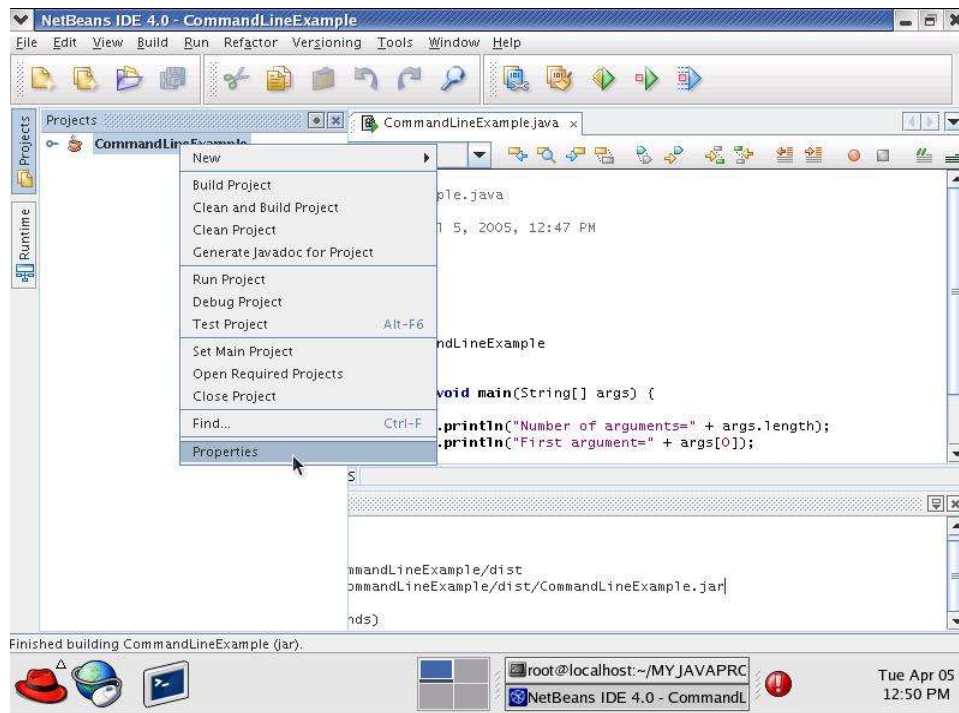 NetBeans IDE 4.0 - CommandLineExample
File Edit View Build Run Refactor Versioning Tools Window Help
Projects
Runtime
Projects
CommandLineExample
CommandLineExample.java
New
Build Project
Clean and Build Project
Clean Project
Generate Javadoc for Project
Run Project
Debug Project
Test Project Alt-F6
Set Main Project
Open Required Projects
Close Project
Find... Ctrl-F
Properties
ple.java
l 5, 2005, 12:47 PM
ndLineExample
void main(String[] args) {
.println("Number of arguments=" + args.length);
.println("First argument=" + args[0]);
S
mmandLineExample/dist
ommandLineExample/dist/CommandLineExample.jar
nds)
Finished building CommandLineExample (jar).
root@localhost:~/MYJAVAPRC
NetBeans IDE 4.0 - CommandL
Tue Apr 05
12:50 PM